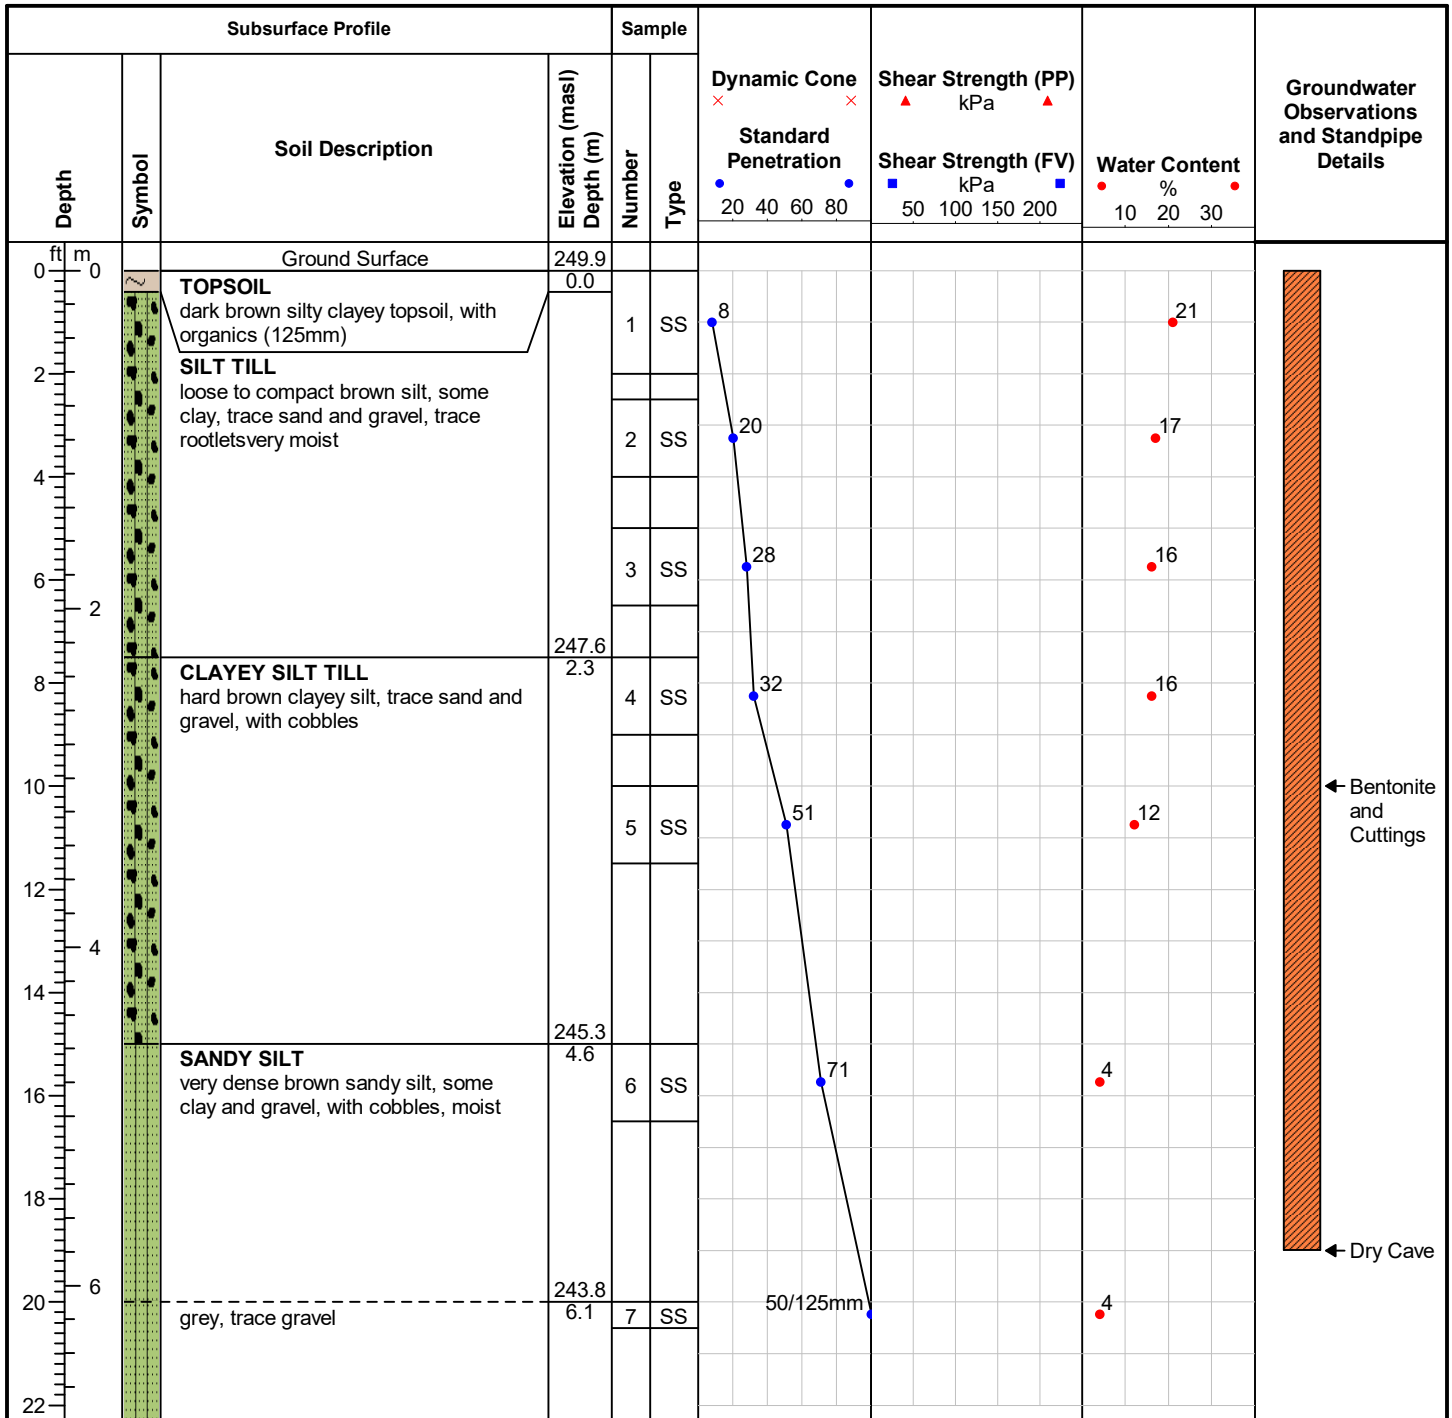 Subsurface Profile
Sample
Depth
Symbol
Soil Description
Elevation (masl)
Depth (m)
Number
Type
Dynamic Cone
Standard
Penetration
20 40 60 80
Shear Strength (PP)
kPa
Shear Strength (FV)
kPa
50 100 150 200
Water Content
%
10 20 30
Groundwater
Observations
and Standpipe
Details
ft m
Ground Surface
249.9
0 0
0.0
TOPSOIL
dark brown silty clayey topsoil, with
organics (125mm)
1 SS
8
21
SILT TILL
loose to compact brown silt, some
clay, trace sand and gravel, trace
rootletsvery moist
2
2 SS
20
17
4
3 SS
28
16
6
2
247.6
2.3
CLAYEY SILT TILL
hard brown clayey silt, trace sand and
gravel, with cobbles
8
4 SS
32
16
10
Bentonite
and
Cuttings
5 SS
51
12
12
4
14
245.3
4.6
SANDY SILT
very dense brown sandy silt, some
clay and gravel, with cobbles, moist
6 SS
71
4
16
18
Dry Cave
6
243.8
20
6.1
grey, trace gravel
7 SS
50/125mm
4
22